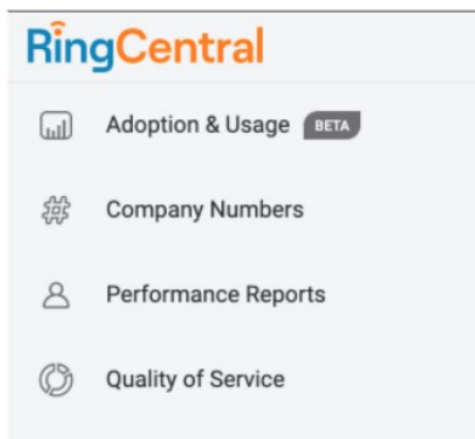 RingCentral
Adoption & Usage BETA
Company Numbers
Performance Reports
Quality of Service